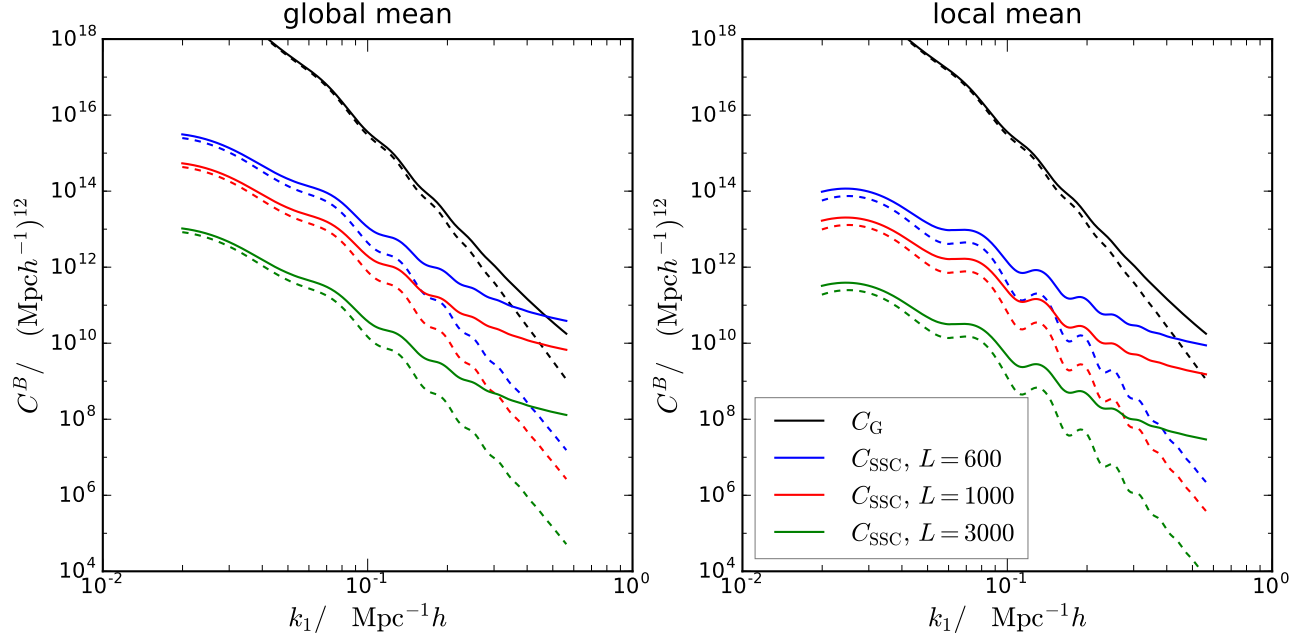 global mean
local mean
10^18
10^16
10^14
10^12
10^10
10^8
10^6
10^4
10^-2
10^-1
10^0
C^B/ (Mpch^-1)^12
k_1/ Mpc^-1h
10^18
10^16
10^14
10^12
10^10
10^8
10^6
10^4
10^-2
10^-1
10^0
C^B/ (Mpch^-1)^12
k_1/ Mpc^-1h
C_G
C_SSC, L=600
C_SSC, L=1000
C_SSC, L=3000